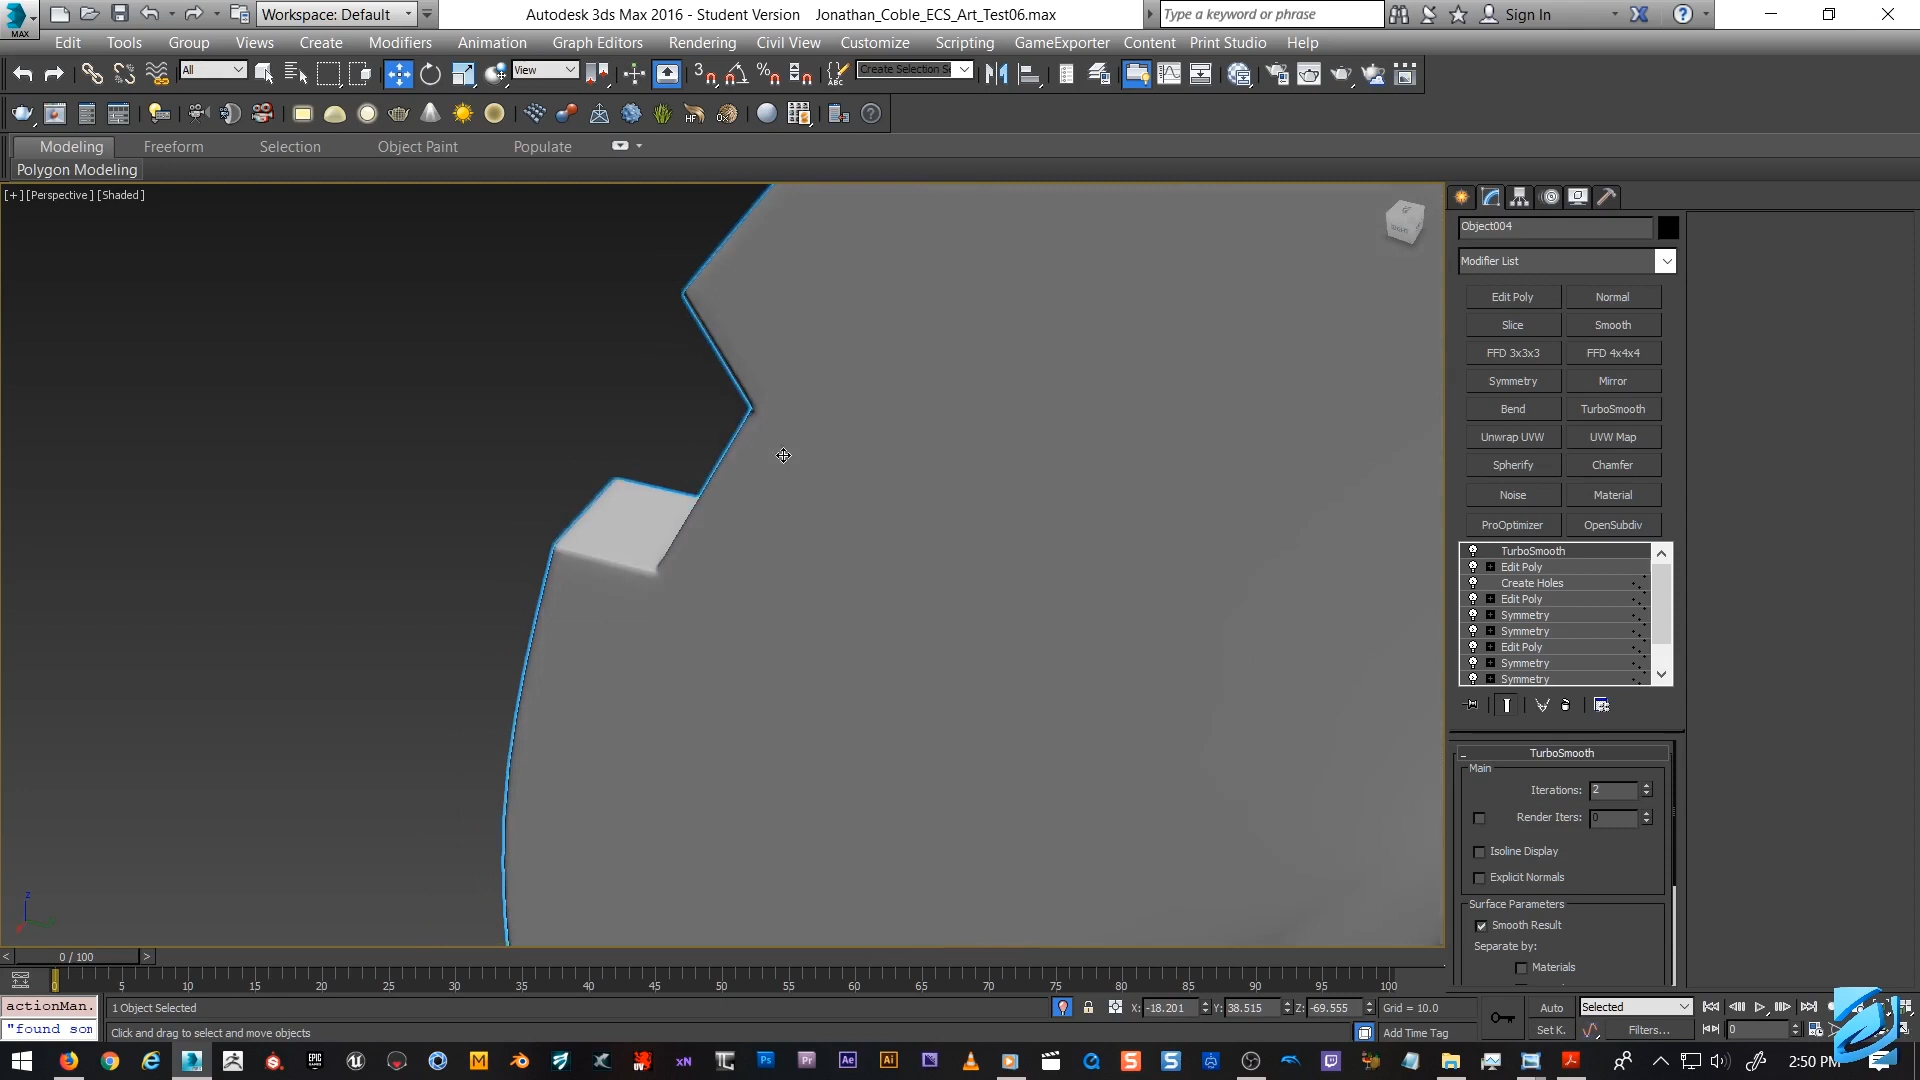 Workspace: Default
Autodesk 3ds Max 2016 - Student Version Jonathan_Coble_ECS_Art_Test06.max
Type a keyword or phrase
Sign In
MAX
Edit Tools Group Views Create Modifiers Animation Graph Editors Rendering Civil View Customize Scripting GameExporter Content Print Studio Help
All
View
Create Selection Se
Modeling Freeform Selection Object Paint Populate
Polygon Modeling
[+] [Perspective] [Shaded]
Object004
Modifier List
Edit Poly Normal
Slice Smooth
FFD 3x3x3 FFD 4x4x4
Symmetry Mirror
Bend TurboSmooth
Unwrap UVW UVW Map
Spherify Chamfer
Noise Material
ProOptimizer OpenSubdiv
TurboSmooth
Edit Poly
Create Holes
Edit Poly
Symmetry
Symmetry
Edit Poly
Symmetry
Symmetry
TurboSmooth
Main
Iterations: 2
Render Iters: 0
Isoline Display
Explicit Normals
Surface Parameters
Smooth Result
Separate by:
Materials
0 / 100
0 5 10 15 20 25 30 35 40 45 50 55 60 65 70 75 80 85 90 95 100
actionMan.
1 Object Selected
X: -18.201 Y: 38.515 Z: -69.555 Grid = 10.0
Auto Selected
"found som
Click and drag to select and move objects
Add Time Tag
Set K. Filters... 0
2:50 PM